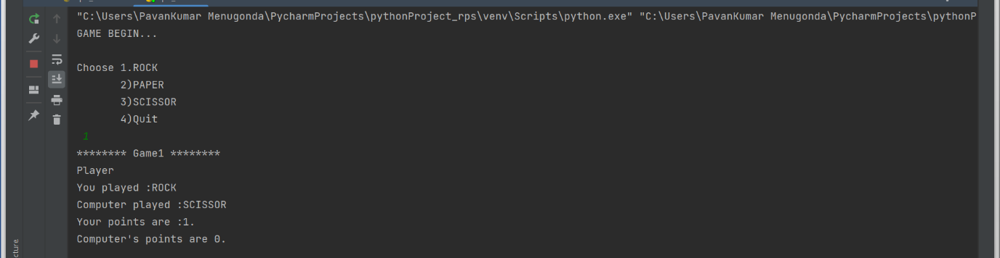 "C:\Users\PavanKumar Menugonda\PycharmProjects\pythonProject_rps\venv\Scripts\python.exe" "C:\Users\PavanKumar Menugonda\PycharmProjects\pythonP
GAME BEGIN...
Choose 1.ROCK
2)PAPER
3)SCISSOR
4)Quit
1
******** Game1 ********
Player
You played :ROCK
Computer played :SCISSOR
Your points are :1.
Computer's points are 0.
cture